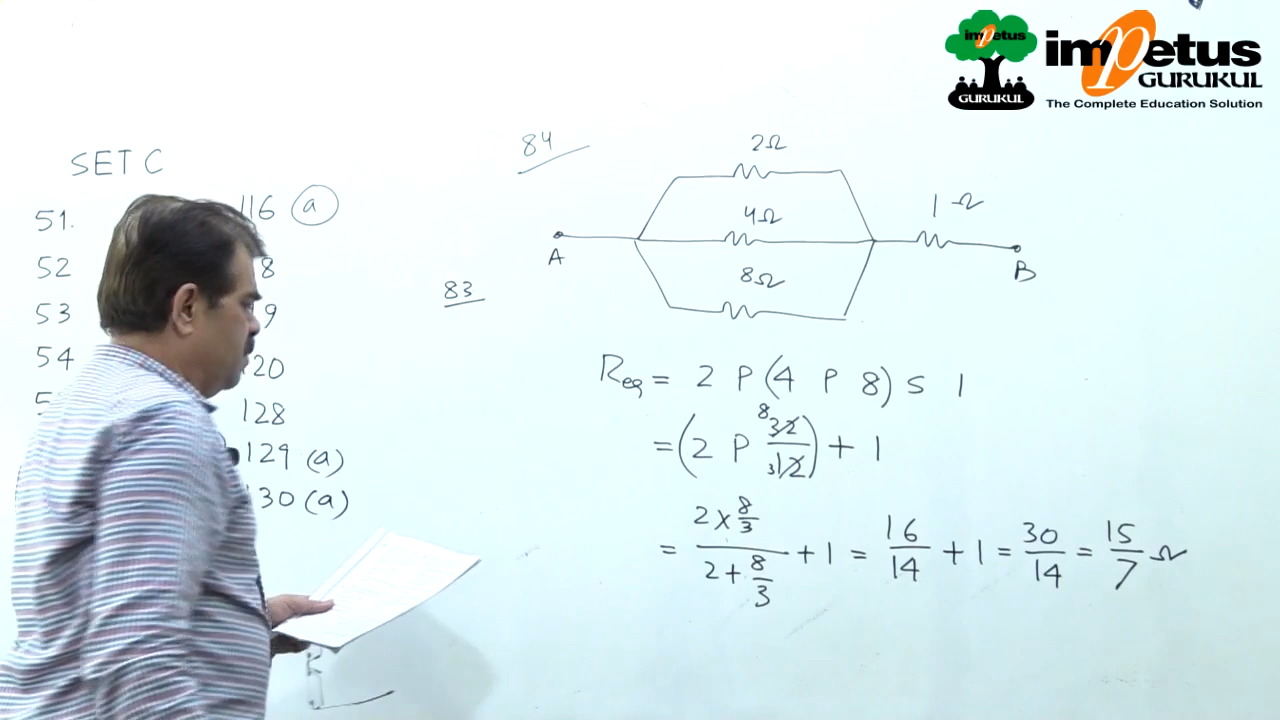 impetus
GURUKUL
impetus
GURUKUL
The Complete Education Solution
SET C
51.
52
53
54
116 (a)
8
9
20
128
129 (a)
30 (a)
84
83
2Ω
4Ω
8Ω
1 Ω
A
B
Req = 2 P (4 P 8) S 1
= (2 P 8 32/3 12) + 1
= 2 × 8/3 / 2 + 8/3 + 1 = 16/14 + 1 = 30/14 = 15/7 Ω